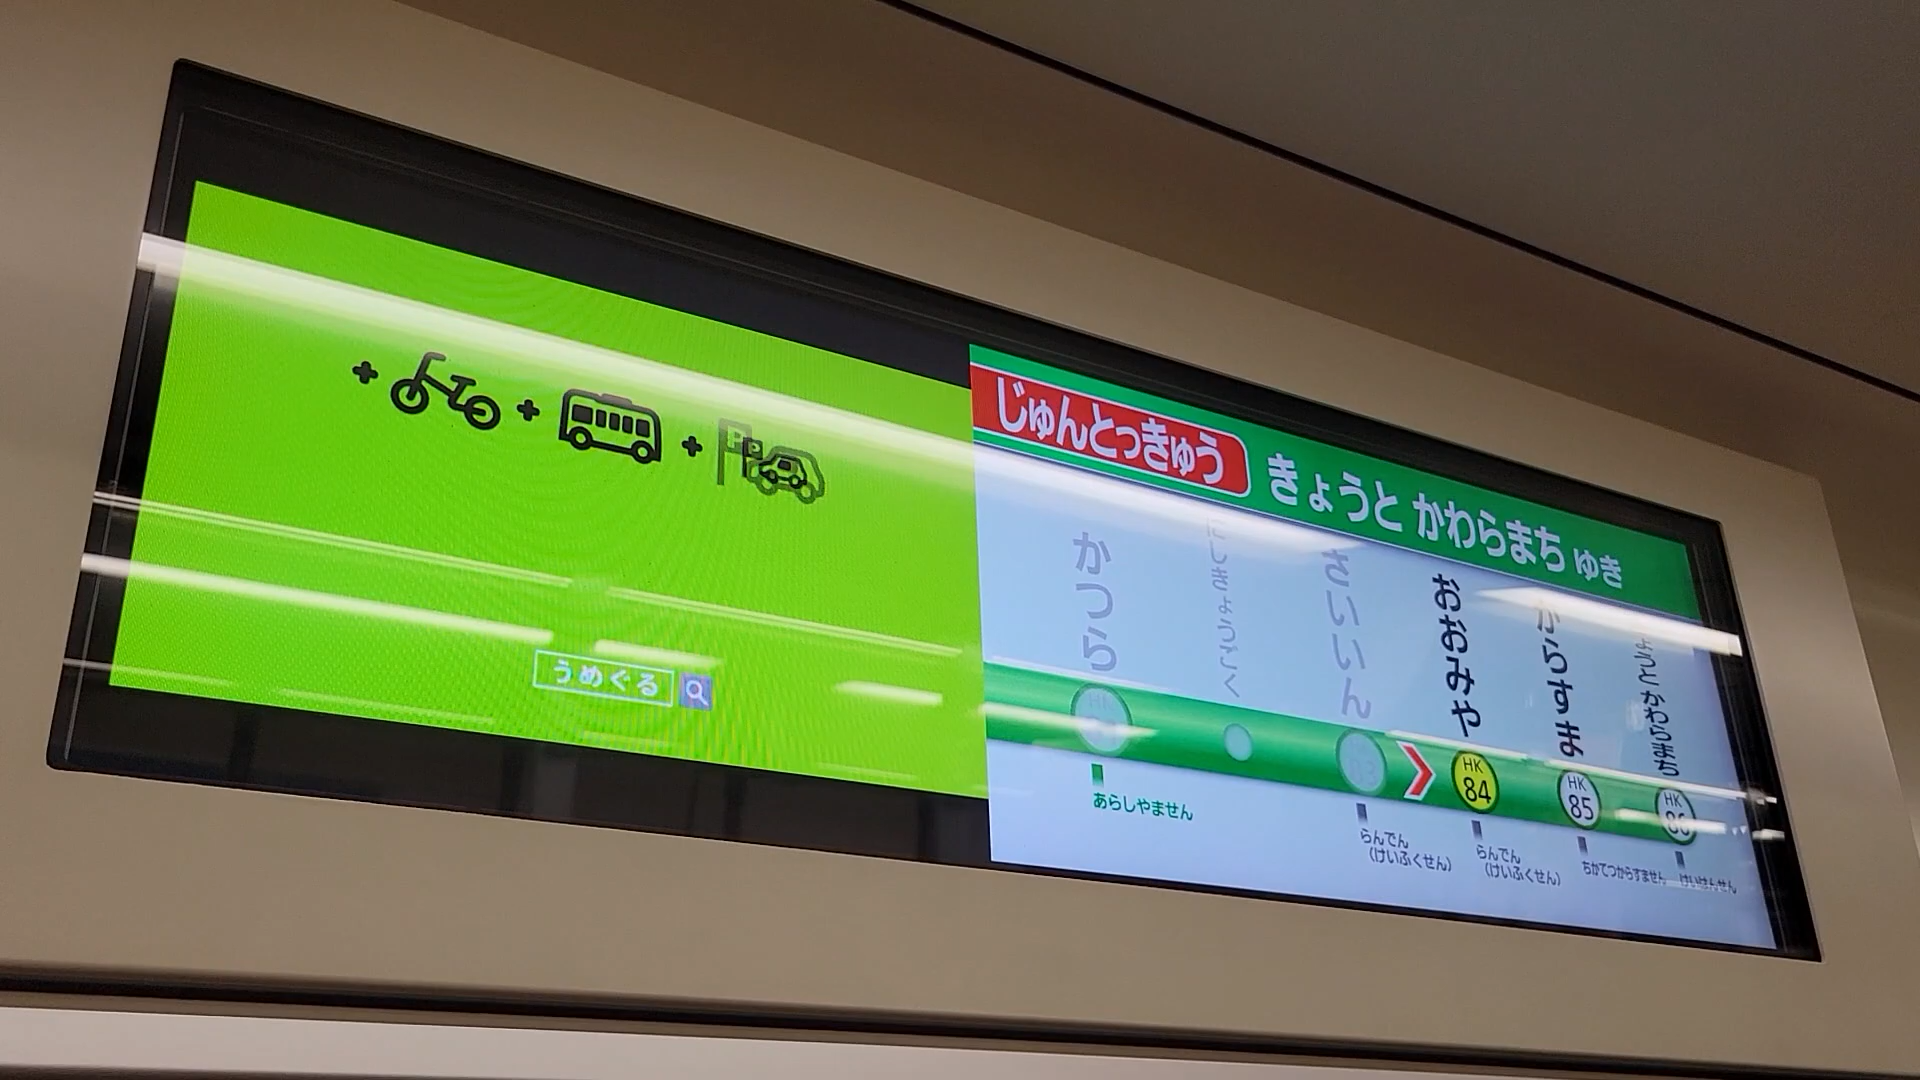 うめぐる
じゅんとっきゅう
きょうと かわらまち ゆき
かつら
にしきょうごく
さいいん
おおみや
からすま
きょうと かわらまち
HK
84
HK
85
HK
86
あらしやません
らんでん
(けいふくせん)
らんでん
(けいふくせん)
ちかてつからすません
けいはんせん